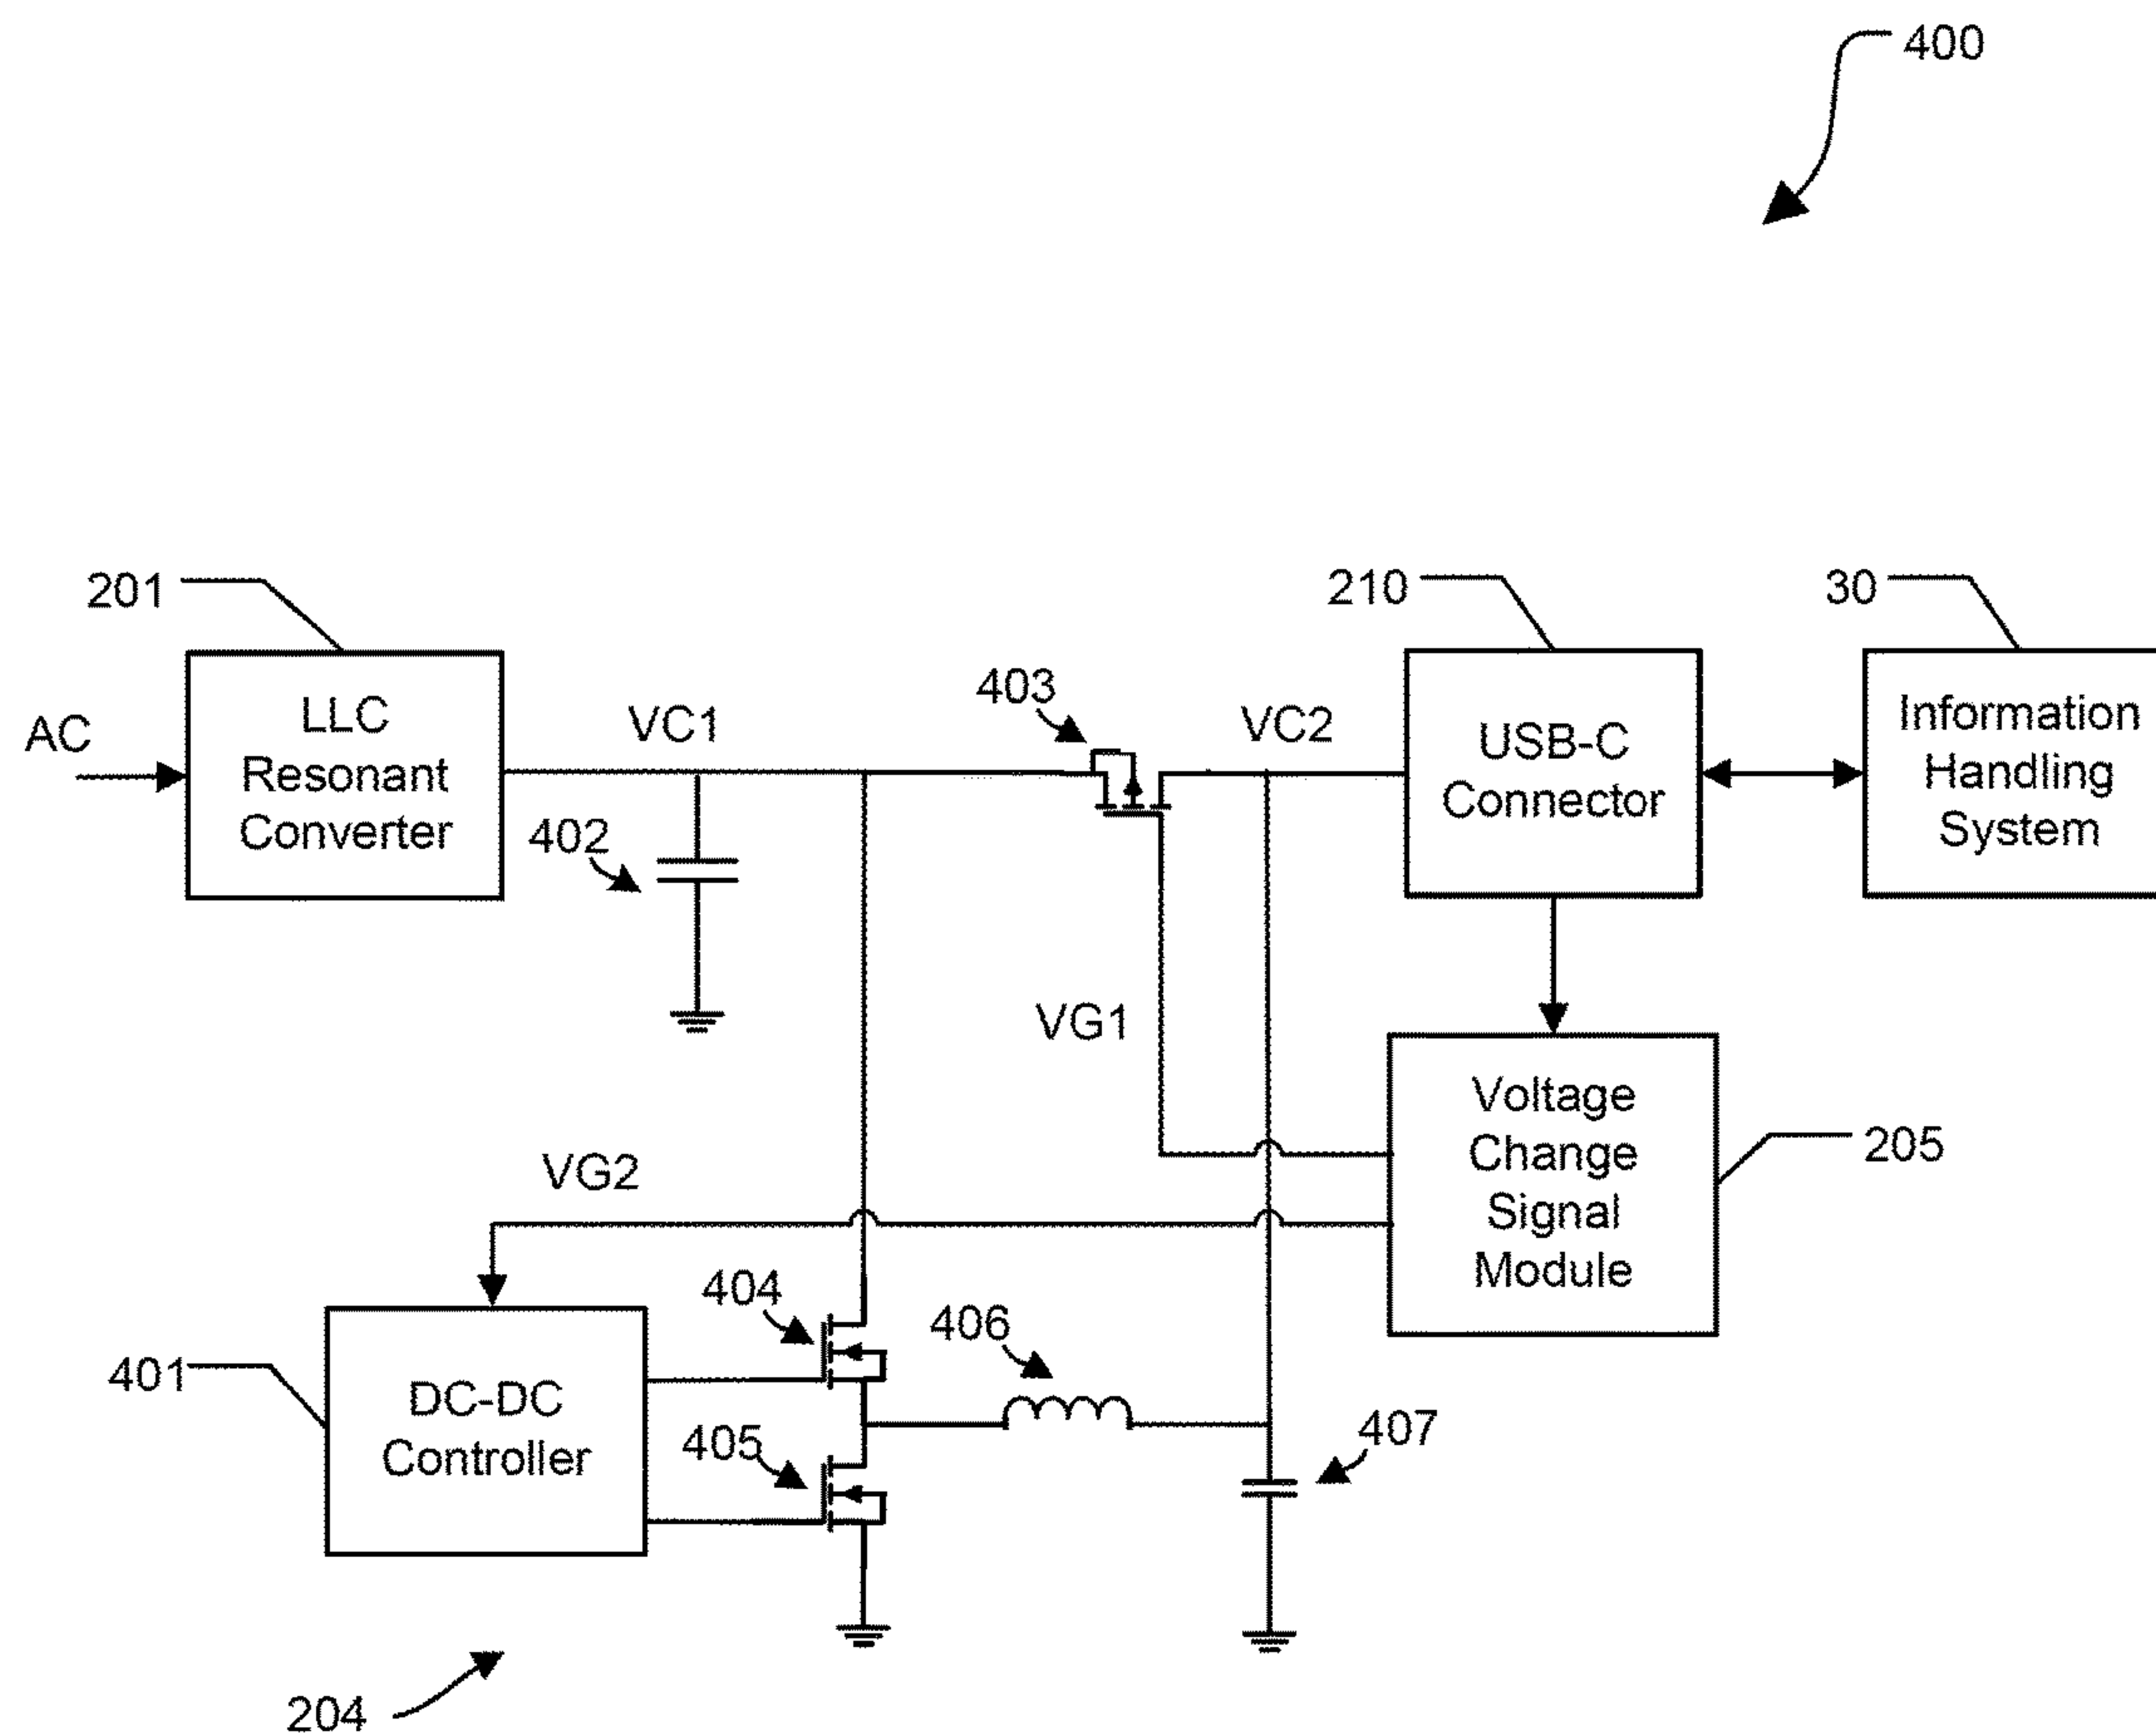 400
201
210
30
AC
LLC
Resonant
Converter
VC1
402
403
VC2
USB-C
Connector
Information
Handling
System
VG1
Voltage
Change
Signal
Module
205
VG2
404
406
401
DC-DC
Controller
405
407
204